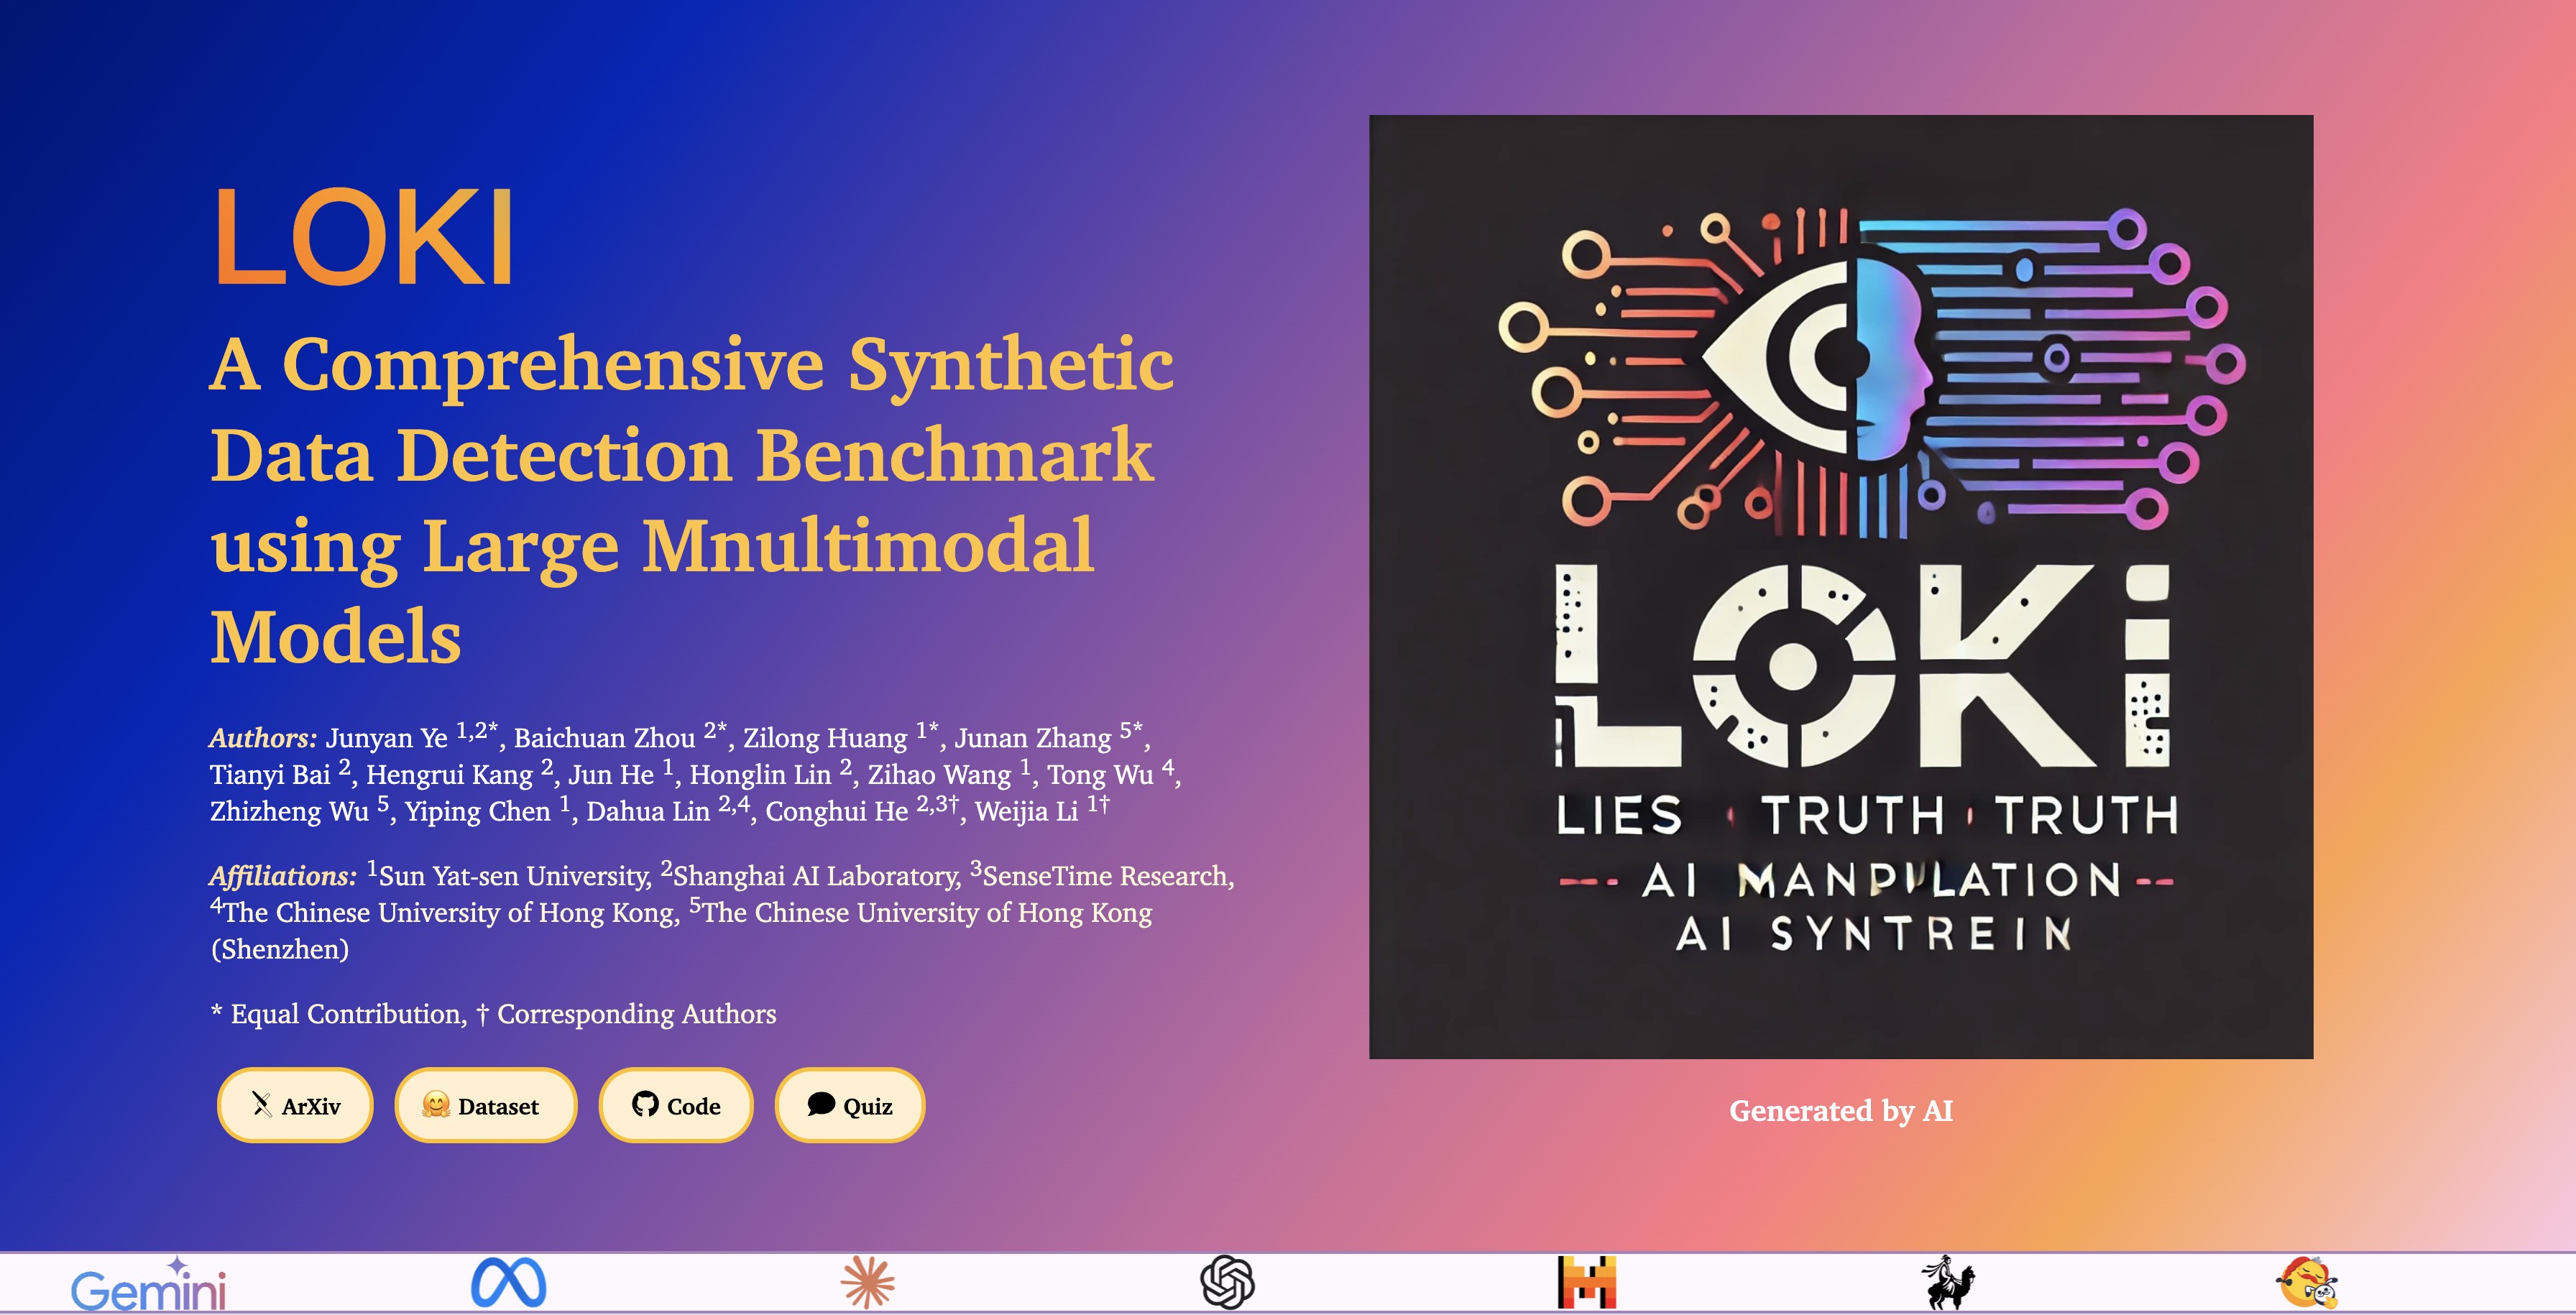 LOKI
A Comprehensive Synthetic
Data Detection Benchmark
using Large Mnultimodal
Models
Authors: Junyan Ye 1,2*, Baichuan Zhou 2*, Zilong Huang 1*, Junan Zhang 5*,
Tianyi Bai 2, Hengrui Kang 2, Jun He 1, Honglin Lin 2, Zihao Wang 1, Tong Wu 4,
Zhizheng Wu 5, Yiping Chen 1, Dahua Lin 2,4, Conghui He 2,3†, Weijia Li 1†
Affiliations: 1Sun Yat-sen University, 2Shanghai AI Laboratory, 3SenseTime Research,
4The Chinese University of Hong Kong, 5The Chinese University of Hong Kong
(Shenzhen)
* Equal Contribution, † Corresponding Authors
ArXiv Dataset Code Quiz
LOKi
LIES TRUTH TRUTH
AI MANPULATION
AI SYNTREIN
Generated by AI
Gemini